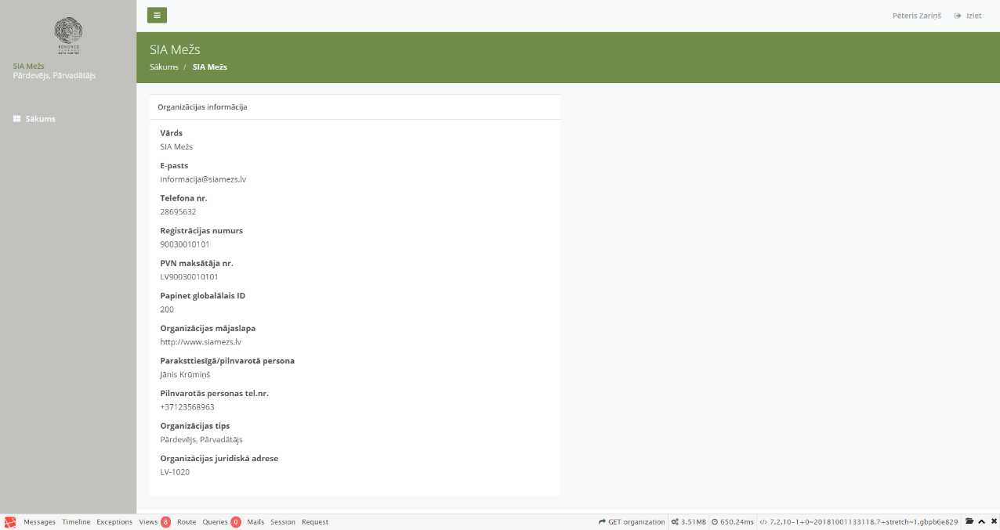 Pēteris Zariņš
Iziet
SIA Mežs
Pārdevējs, Pārvadātājs
Sākums
SIA Mežs
Sākums / SIA Mežs
Organizācijas informācija
Vārds
SIA Mežs
E-pasts
informacija@siamezs.lv
Telefona nr.
28695632
Reģistrācijas numurs
90030010101
PVN maksātāja nr.
LV90030010101
Papinet globalālais ID
200
Organizācijas mājaslapa
http://www.siamezs.lv
Paraksttiesīgā/pilnvarotā persona
Jānis Krūmiņš
Pilnvarotās personas tel.nr.
+37123568963
Organizācijas tips
Pārdevējs, Pārvadātājs
Organizācijas juridiskā adrese
LV-1020
Messages Timeline Exceptions Views 8 Route Queries 0 Mails Session Request
GET organization 3.51MB 650.24ms 7.2.10-1+0~20181001133118.7+stretch~1.gbpb6e829